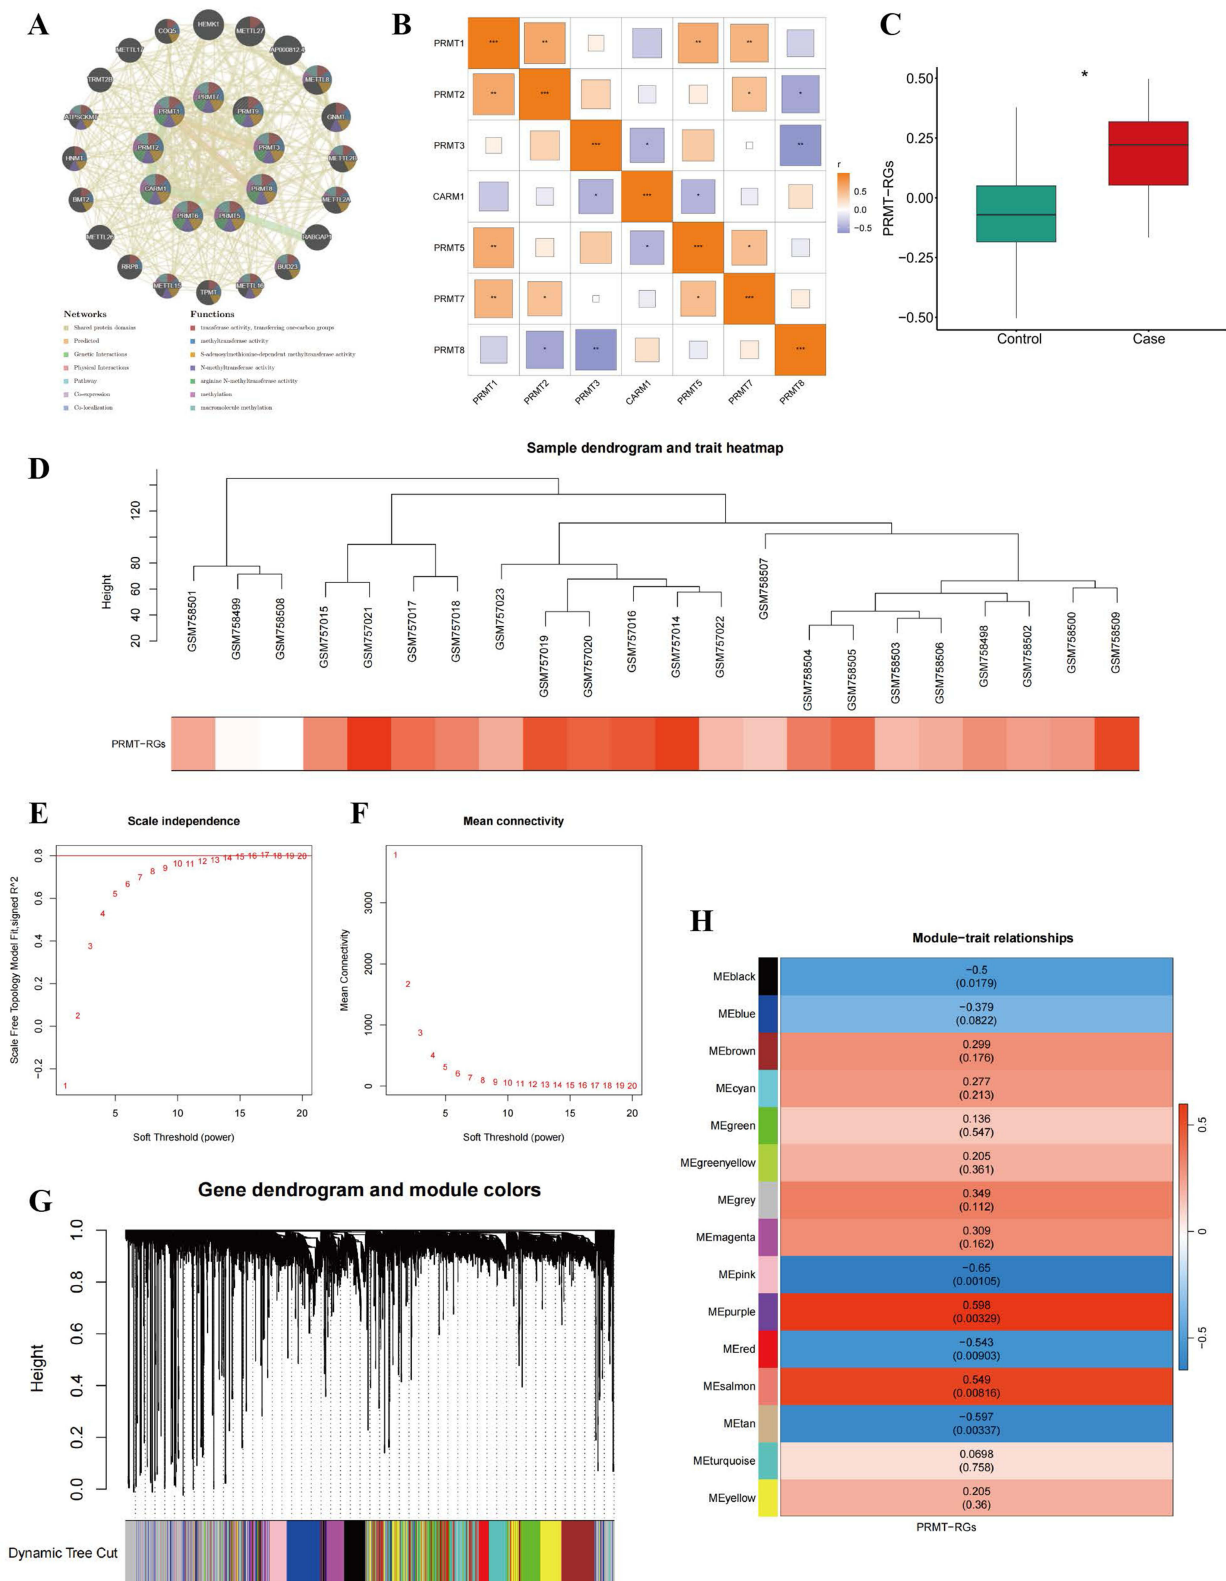 A
HEMK1
METTL27
AP000812.4
METTL8
GNMT
METTL2B
METTL2A
RABGAP1
BUD23
METTL16
TPMT
METTL15
RRP8
METTL26
BMT2
HNMT
ATPSCKMT
TRMT2B
METTL17
COQ5
PRMT7
PRMT9
PRMT3
PRMT8
PRMT5
PRMT6
CARM1
PRMT2
PRMT1
Networks
Shared protein domains
Predicted
Genetic Interactions
Physical Interactions
Pathway
Co-expression
Co-localization
Functions
transferase activity, transferring one-carbon groups
methyltransferase activity
S-adenosylmethionine-dependent methyltransferase activity
N-methyltransferase activity
arginine N-methyltransferase activity
methylation
macromolecule methylation
B
PRMT1 *** ** ** **
PRMT2 ** *** * *
PRMT3 *** * **
CARM1 * *** *
PRMT5 ** * *** *
PRMT7 ** * * ***
PRMT8 * ** ***
PRMT1 PRMT2 PRMT3 CARM1 PRMT5 PRMT7 PRMT8
r
0.5
0.0
−0.5
C
*
PRMT−RGs
0.50
0.25
0.00
−0.25
−0.50
Control Case
D
Sample dendrogram and trait heatmap
Height
120
80
60
40
20
GSM758501
GSM758499
GSM758508
GSM757015
GSM757021
GSM757017
GSM757018
GSM757023
GSM757019
GSM757020
GSM757016
GSM757014
GSM757022
GSM758507
GSM758504
GSM758505
GSM758503
GSM758506
GSM758498
GSM758502
GSM758500
GSM758509
PRMT−RGs
E
Scale independence
Scale Free Topology Model Fit,signed R^2
0.8
0.6
0.4
0.2
0.0
−0.2
1 2 3 4 5 6 7 8 9 10 11 12 13 14 15 16 17 18 19 20
5 10 15 20
Soft Threshold (power)
F
Mean connectivity
Mean Connectivity
3000
2000
1000
0
1 2 3 4 5 6 7 8 9 10 11 12 13 14 15 16 17 18 19 20
5 10 15 20
Soft Threshold (power)
G
Gene dendrogram and module colors
Height
1.0
0.8
0.6
0.4
0.2
0.0
Dynamic Tree Cut
H
Module−trait relationships
MEblack −0.5
(0.0179)
MEblue −0.379
(0.0822)
MEbrown 0.299
(0.176)
MEcyan 0.277
(0.213)
MEgreen 0.136
(0.547)
MEgreenyellow 0.205
(0.361)
MEgrey 0.349
(0.112)
MEmagenta 0.309
(0.162)
MEpink −0.65
(0.00105)
MEpurple 0.598
(0.00329)
MEred −0.543
(0.00903)
MEsalmon 0.549
(0.00816)
MEtan −0.597
(0.00337)
MEturquoise 0.0698
(0.758)
MEyellow 0.205
(0.36)
PRMT−RGs
0.5
0
−0.5